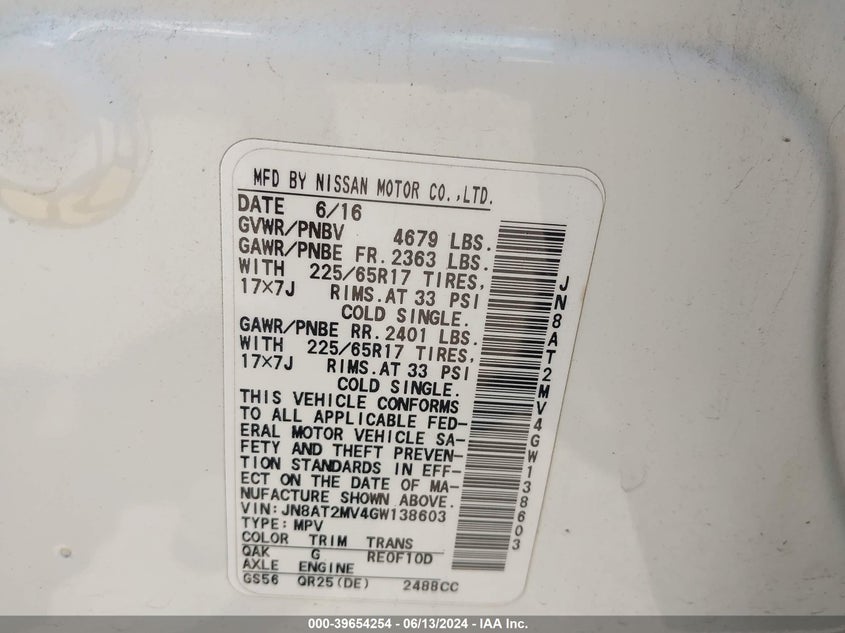 MFD BY NISSAN MOTOR CO.,LTD.
DATE 6/16
GVWR/PNBV 4679 LBS.
GAWR/PNBE FR. 2363 LBS.
WITH 225/65R17 TIRES,
17×7J RIMS.AT 33 PSI
COLD SINGLE.
GAWR/PNBE RR. 2401 LBS.
WITH 225/65R17 TIRES,
17×7J RIMS.AT 33 PSI
COLD SINGLE.
THIS VEHICLE CONFORMS
TO ALL APPLICABLE FED-
ERAL MOTOR VEHICLE SA-
FETY AND THEFT PREVEN-
TION STANDARDS IN EFF-
ECT ON THE DATE OF MA-
NUFACTURE SHOWN ABOVE.
VIN:JN8AT2MV4GW138603
TYPE:MPV
COLOR TRIM TRANS
QAK G RE0F10D
AXLE ENGINE
GS56 QR25(DE) 2488CC
JN8AT2MV4GW138603
000-39654254 - 06/13/2024 - IAA Inc.